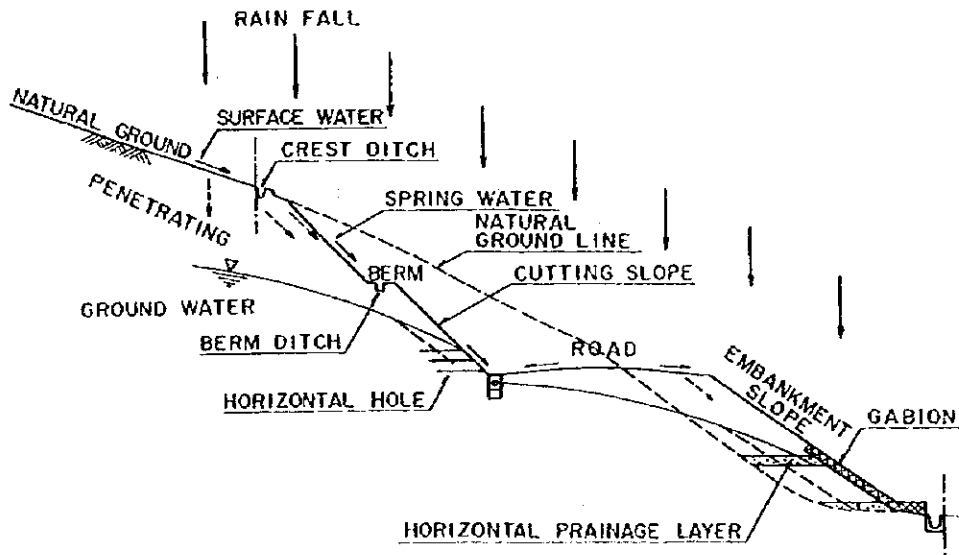 RAIN FALL
NATURAL GROUND
SURFACE WATER
CREST DITCH
PENETRATING
SPRING WATER
NATURAL
GROUND LINE
BERM
CUTTING SLOPE
GROUND WATER
BERM DITCH
ROAD
HORIZONTAL HOLE
EMBANKMENT
SLOPE
GABION
HORIZONTAL PRAINAGE LAYER